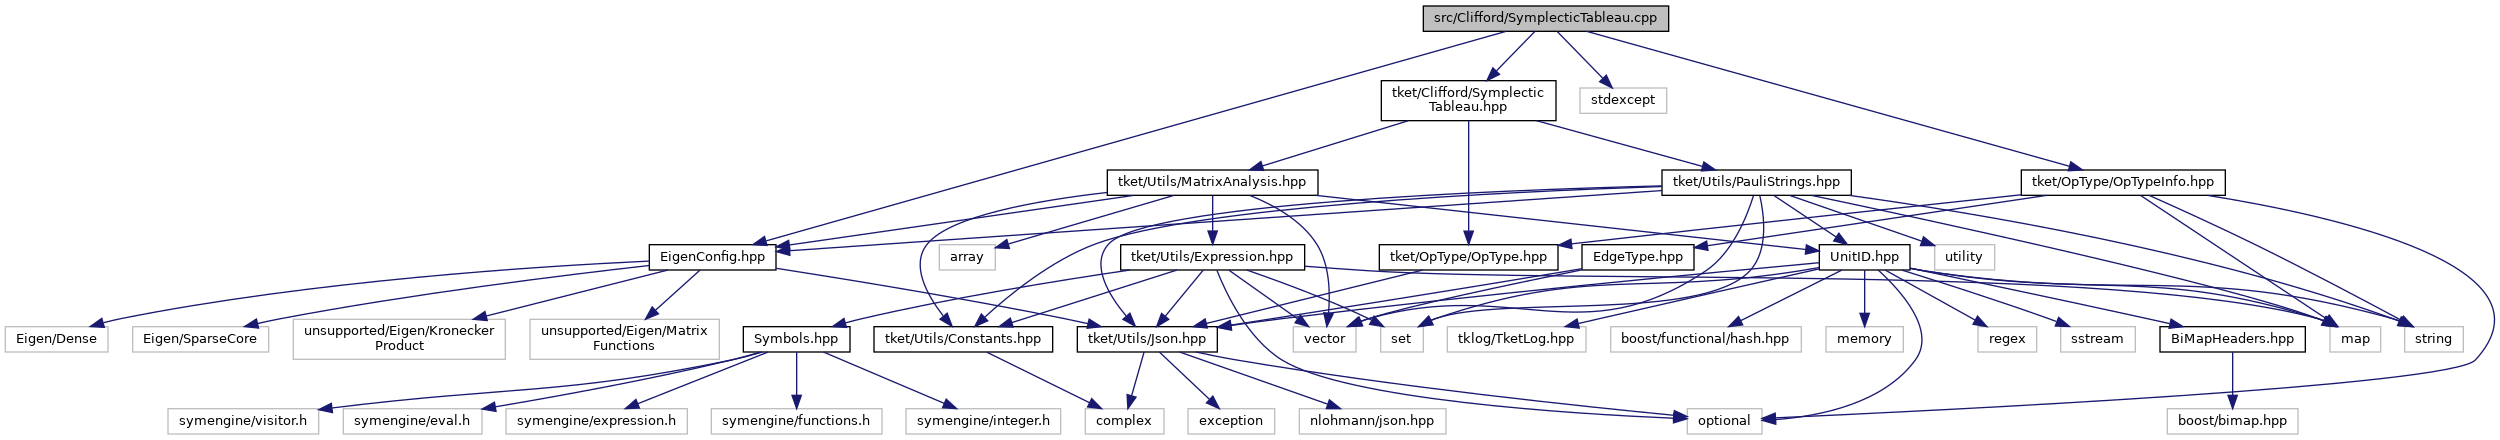 src/Clifford/SymplecticTableau.cpp
tket/Clifford/Symplectic
Tableau.hpp
stdexcept
tket/Utils/MatrixAnalysis.hpp
tket/Utils/PauliStrings.hpp
tket/OpType/OpTypeInfo.hpp
EigenConfig.hpp
array
tket/Utils/Expression.hpp
tket/OpType/OpType.hpp
EdgeType.hpp
UnitID.hpp
utility
Eigen/Dense
Eigen/SparseCore
unsupported/Eigen/Kronecker
Product
unsupported/Eigen/Matrix
Functions
Symbols.hpp
tket/Utils/Constants.hpp
tket/Utils/Json.hpp
vector
set
tklog/TketLog.hpp
boost/functional/hash.hpp
memory
regex
sstream
BiMapHeaders.hpp
map
string
symengine/visitor.h
symengine/eval.h
symengine/expression.h
symengine/functions.h
symengine/integer.h
complex
exception
nlohmann/json.hpp
optional
boost/bimap.hpp